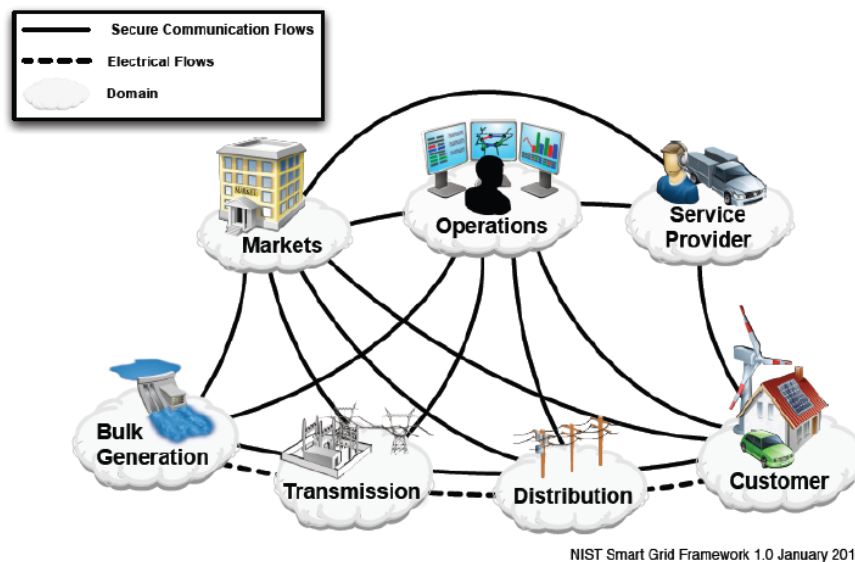 Secure Communication Flows
Electrical Flows
Domain
MARKET
Markets
Operations
Service
Provider
Bulk
Generation
Transmission
Distribution
Customer
NIST Smart Grid Framework 1.0 January 201